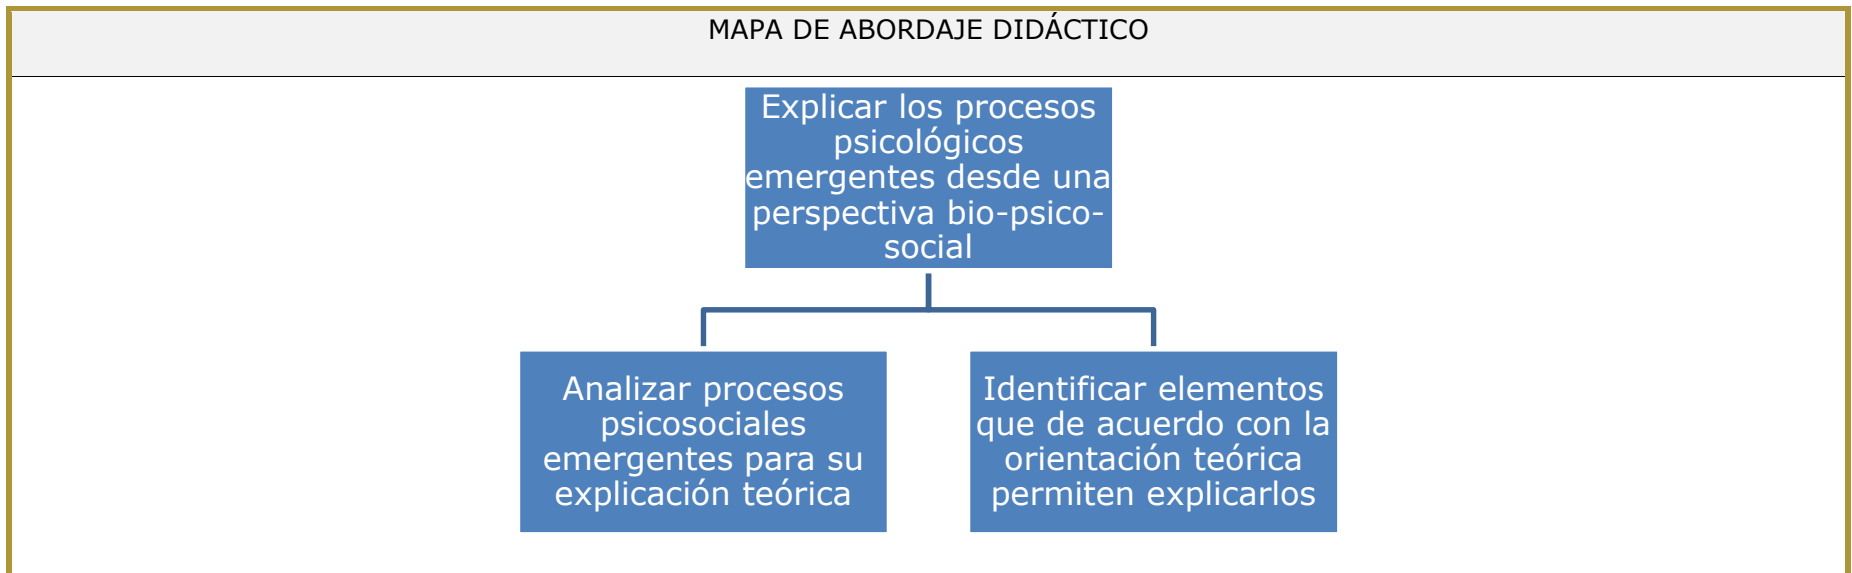 MAPA DE ABORDAJE DIDÁCTICO
Explicar los procesos
psicológicos
emergentes desde una
perspectiva bio-psico-
social
Analizar procesos
psicosociales
emergentes para su
explicación teórica
Identificar elementos
que de acuerdo con la
orientación teórica
permiten explicarlos